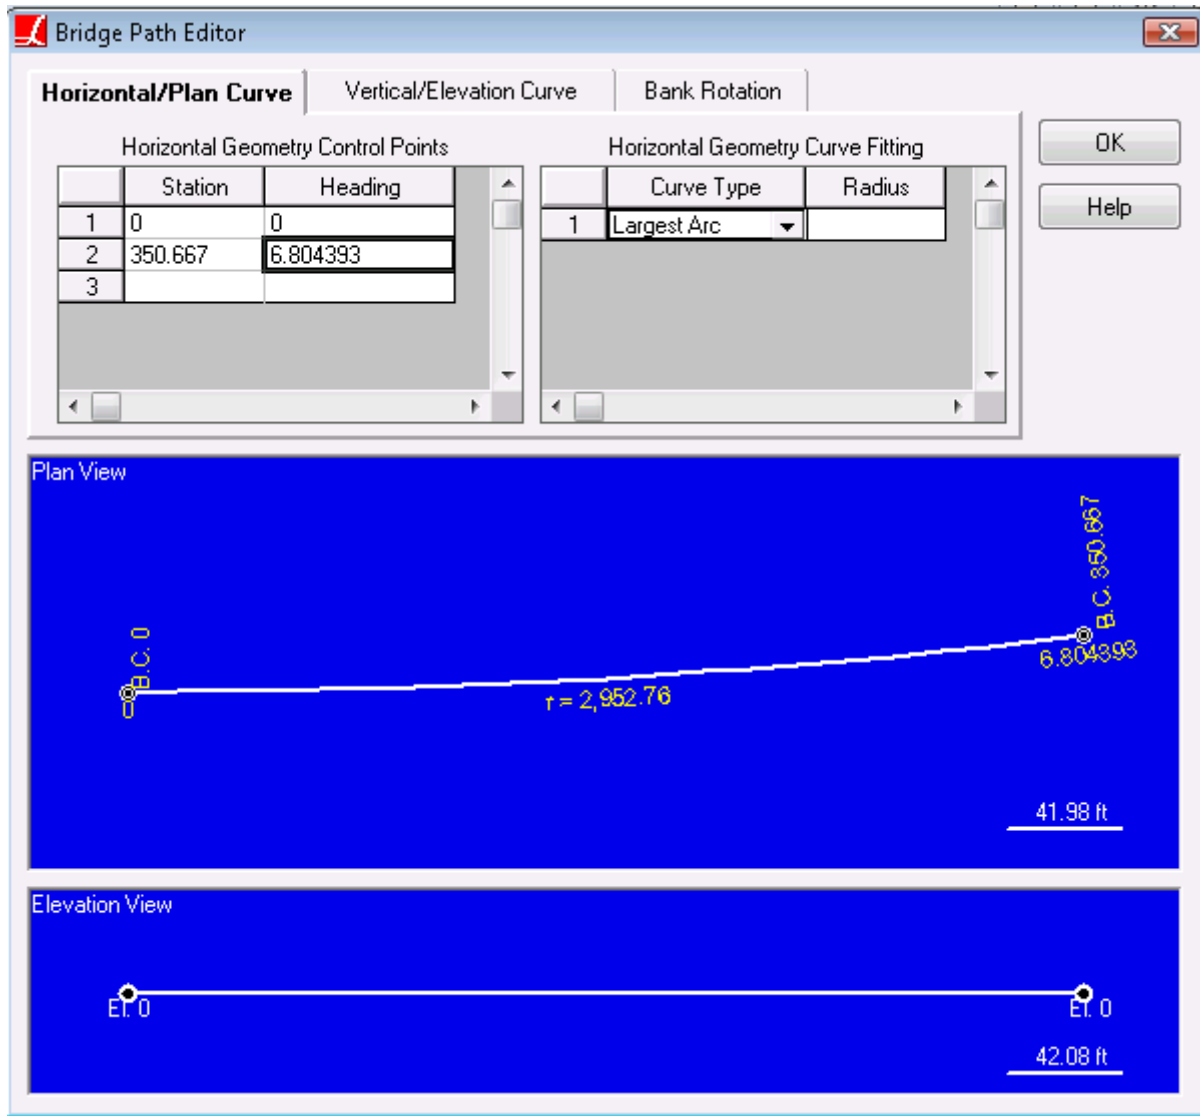 Bridge Path Editor
Horizontal/Plan Curve Vertical/Elevation Curve Bank Rotation
Horizontal Geometry Control Points
Station Heading
1 0 0
2 350.667 6.804393
3
Horizontal Geometry Curve Fitting
Curve Type Radius
1 Largest Arc
OK
Help
Plan View
B.C. 0
0
r = 2,952.76
B.C. 350.667
6.804393
41.98 ft
Elevation View
El. 0
El. 0
42.08 ft